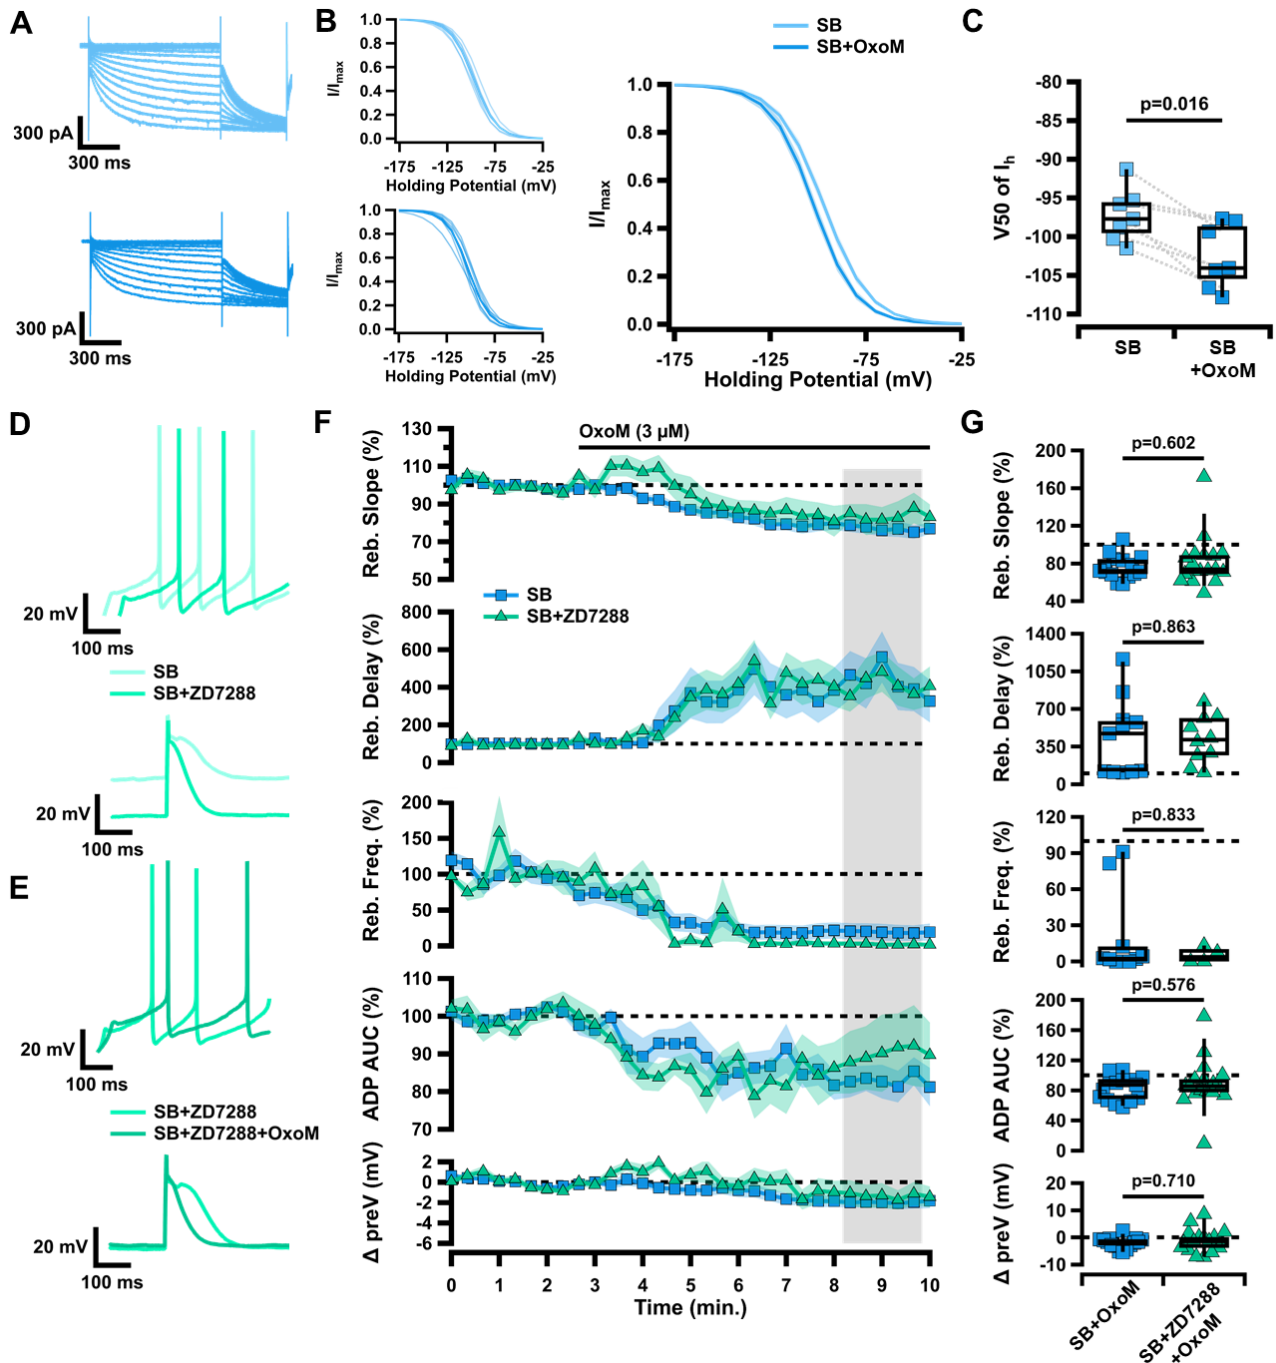 A
300 pA
300 ms
300 pA
300 ms
B
1.0
0.8
0.6
0.4
0.2
0.0
I/Imax
-175
-125
-75
-25
Holding Potential (mV)
1.0
0.8
0.6
0.4
0.2
0.0
I/Imax
-175
-125
-75
-25
Holding Potential (mV)
SB
SB+OxoM
1.0
0.8
0.6
0.4
0.2
0.0
I/Imax
-175
-125
-75
-25
Holding Potential (mV)
C
-80
-85
-90
-95
-100
-105
-110
V50 of Ih
p=0.016
SB
SB
+OxoM
D
20 mV
100 ms
SB
SB+ZD7288
20 mV
100 ms
E
20 mV
100 ms
SB+ZD7288
SB+ZD7288+OxoM
20 mV
100 ms
F
OxoM (3 µM)
130
110
90
70
50
Reb. Slope (%)
SB
SB+ZD7288
800
600
400
200
0
Reb. Delay (%)
200
150
100
50
0
Reb. Freq. (%)
110
100
90
80
70
ADP AUC (%)
2
0
-2
-4
-6
Δ preV (mV)
0
1
2
3
4
5
6
7
8
9
10
Time (min.)
G
p=0.602
200
160
120
80
40
Reb. Slope (%)
p=0.863
1400
1050
700
350
0
Reb. Delay (%)
p=0.833
120
90
60
30
0
Reb. Freq. (%)
p=0.576
200
160
120
80
40
0
ADP AUC (%)
p=0.710
20
10
0
-10
Δ preV (mV)
SB+OxoM
SB+ZD7288
+OxoM